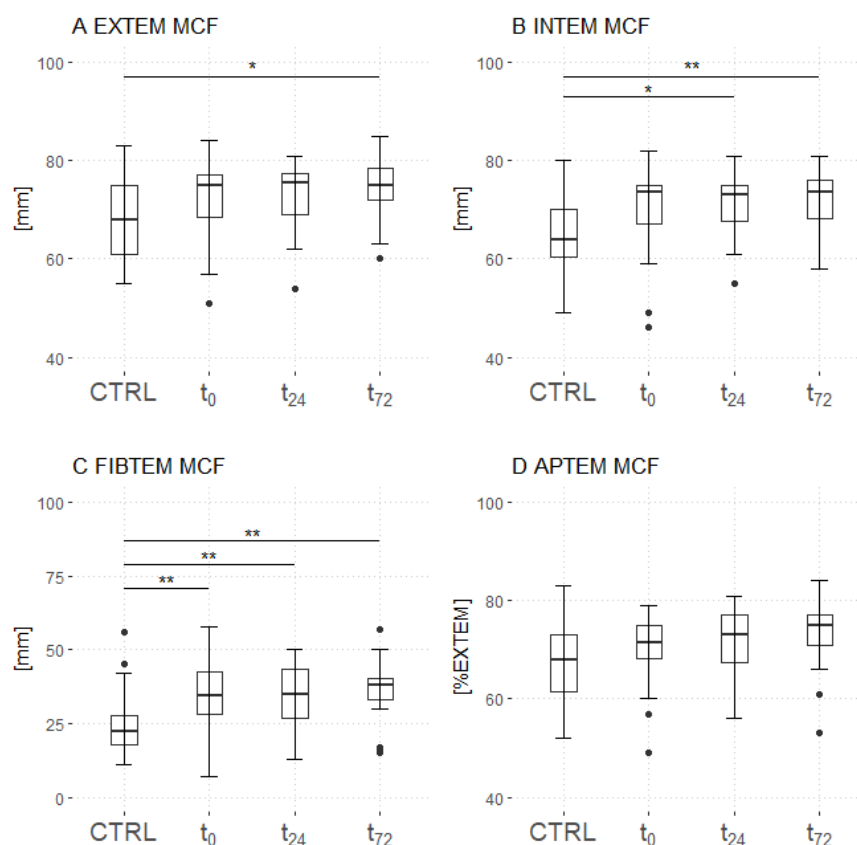 A EXTEM MCF
*
100
80
60
40
[mm]
CTRL t₀ t₂₄ t₇₂
B INTEM MCF
**
*
100
80
60
40
[mm]
CTRL t₀ t₂₄ t₇₂
C FIBTEM MCF
**
**
**
100
75
50
25
0
[mm]
CTRL t₀ t₂₄ t₇₂
D APTEM MCF
100
80
60
40
[%EXTEM]
CTRL t₀ t₂₄ t₇₂